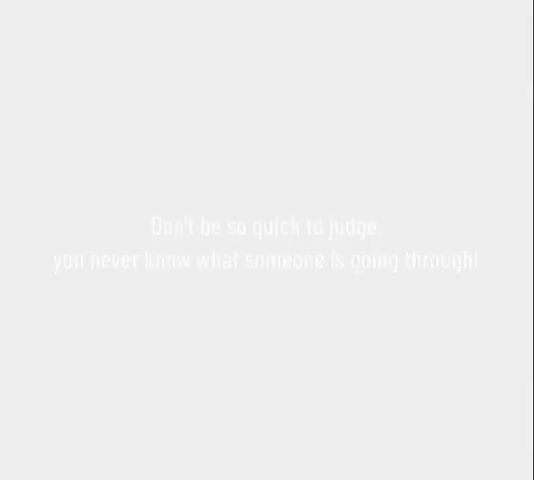 Don't be so quick to judge,
you never know what someone is going through!